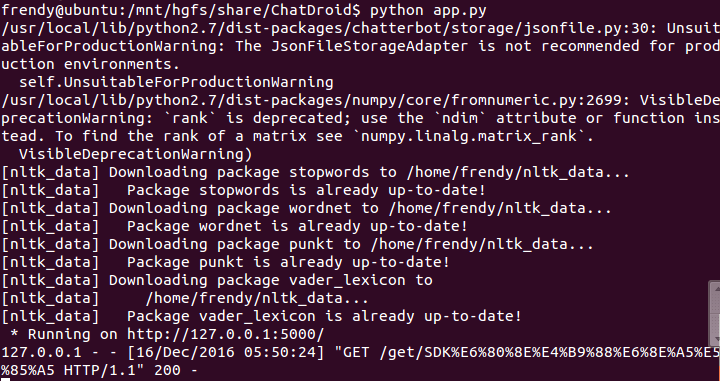 frendy@ubuntu:/mnt/hgfs/share/ChatDroid$ python app.py
/usr/local/lib/python2.7/dist-packages/chatterbot/storage/jsonfile.py:30: Unsuit
ableForProductionWarning: The JsonFileStorageAdapter is not recommended for prod
uction environments.
  self.UnsuitableForProductionWarning
/usr/local/lib/python2.7/dist-packages/numpy/core/fromnumeric.py:2699: VisibleDe
precationWarning: `rank` is deprecated; use the `ndim` attribute or function ins
tead. To find the rank of a matrix see `numpy.linalg.matrix_rank`.
  VisibleDeprecationWarning)
[nltk_data] Downloading package stopwords to /home/frendy/nltk_data...
[nltk_data]   Package stopwords is already up-to-date!
[nltk_data] Downloading package wordnet to /home/frendy/nltk_data...
[nltk_data]   Package wordnet is already up-to-date!
[nltk_data] Downloading package punkt to /home/frendy/nltk_data...
[nltk_data]   Package punkt is already up-to-date!
[nltk_data] Downloading package vader_lexicon to
[nltk_data]     /home/frendy/nltk_data...
[nltk_data]   Package vader_lexicon is already up-to-date!
 * Running on http://127.0.0.1:5000/
127.0.0.1 - - [16/Dec/2016 05:50:24] "GET /get/SDK%E6%80%8E%E4%B9%88%E6%8E%A5%E5
%85%A5 HTTP/1.1" 200 -